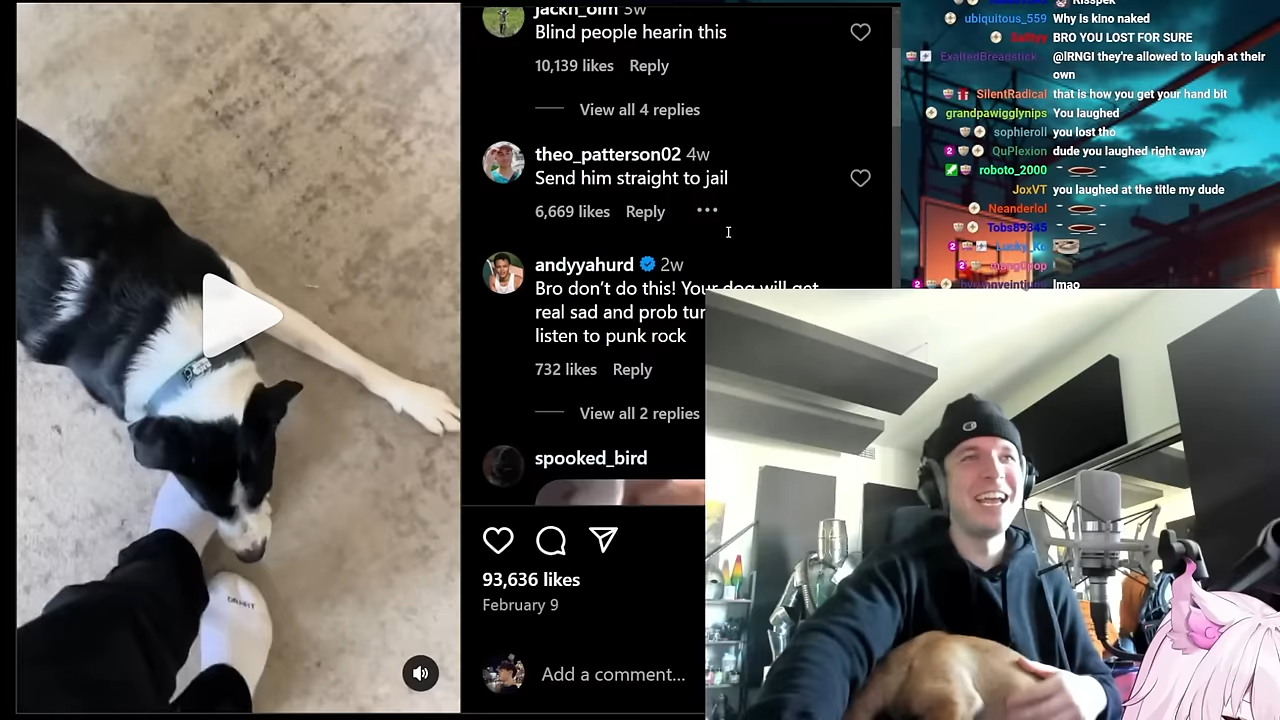 jackh_olm 3w
Blind people hearin this
10,139 likes Reply
View all 4 replies
theo_patterson02 4w
Send him straight to jail
6,669 likes Reply
andyyahurd 2w
Bro don't do this! Your dog will get
real sad and prob tur
listen to punk rock
732 likes Reply
View all 2 replies
spooked_bird
93,636 likes
February 9
Add a comment...
Risspek
ubiquitous_559 Why is kino naked
BRO YOU LOST FOR SURE
ExaltedBreadstick @IRNGI they're allowed to laugh at their
own
SilentRadical that is how you get your hand bit
grandpawigglynips You laughed
sophieroll you lost tho
QuPlexion dude you laughed right away
roboto_2000
JoxVT you laughed at the title my dude
Neanderlol
Tobs89345
Lucky_Ko
lmao